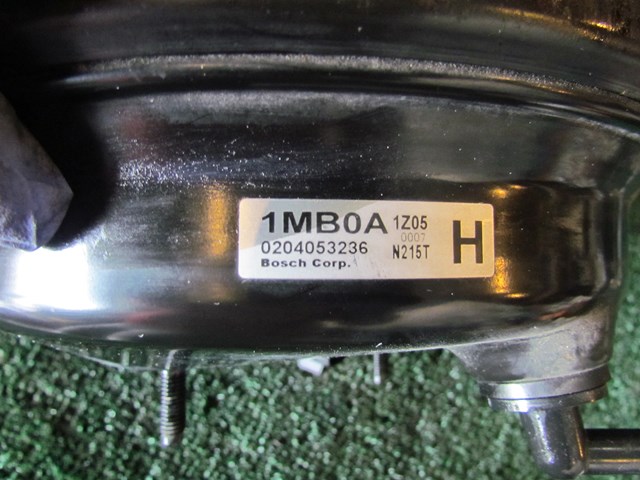 1MB0A 1Z05
0007
0204053236 N215T H
Bosch Corp.